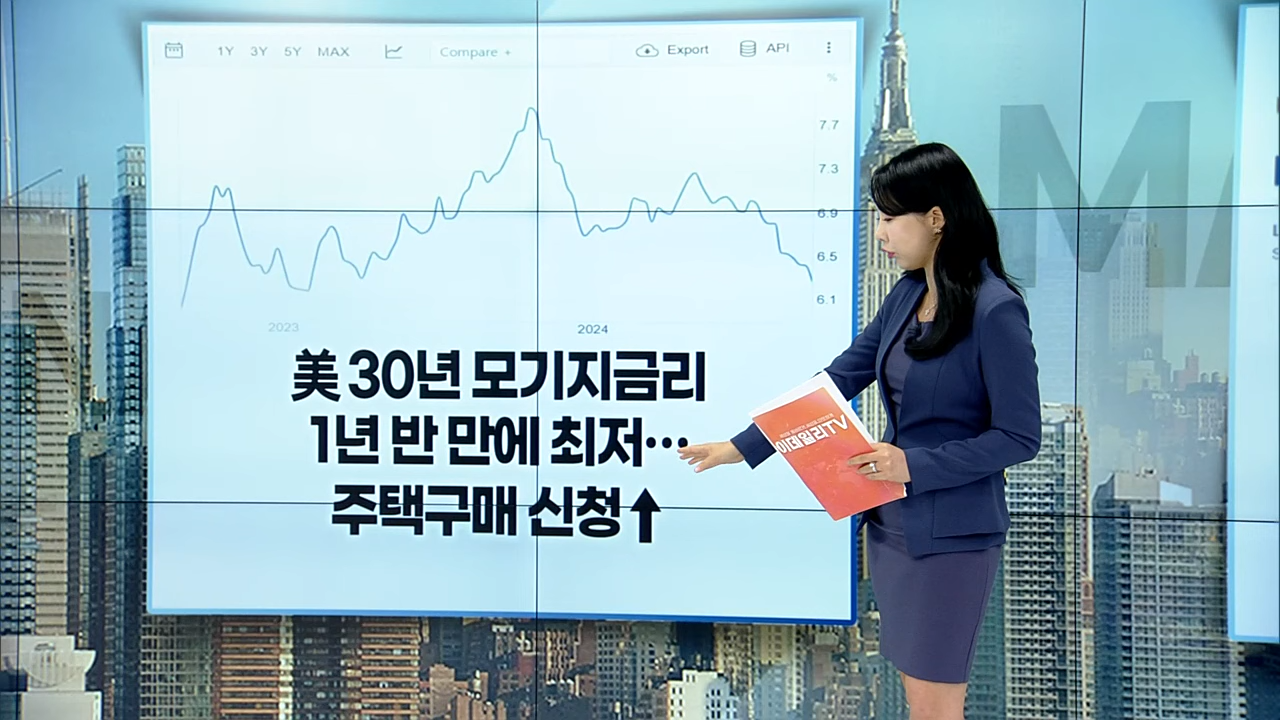 1Y 3Y 5Y MAX Compare + Export API
%
7.7
7.3
6.9
6.5
6.1
2023 2024
美 30년 모기지금리
1년 반 만에 최저…
주택구매 신청↑
이데일리TV
MA